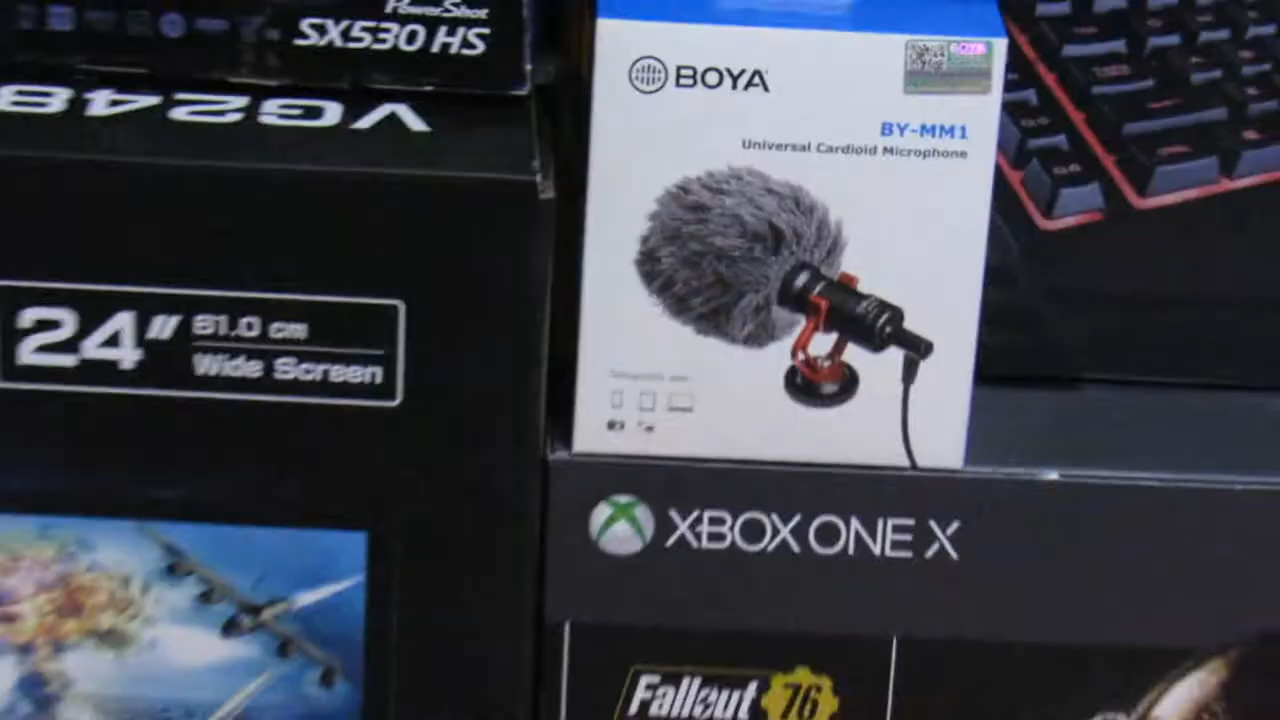 PowerShot
SX530 HS
VG248
24" 61.0 cm
Wide Screen
BOYA
BOYA
BY-MM1
Universal Cardioid Microphone
XBOX ONE X
Fallout 76